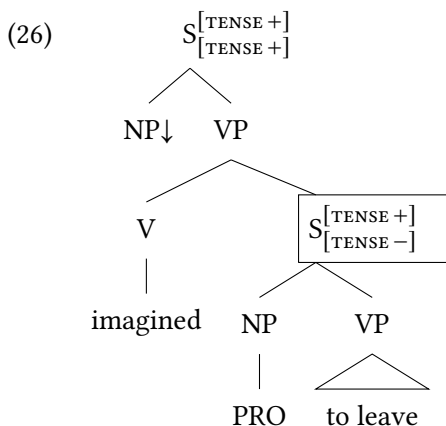 (26)
S[TENSE +]
[TENSE +]
NP↓ VP
V S[TENSE +]
[TENSE −]
imagined NP VP
PRO to leave